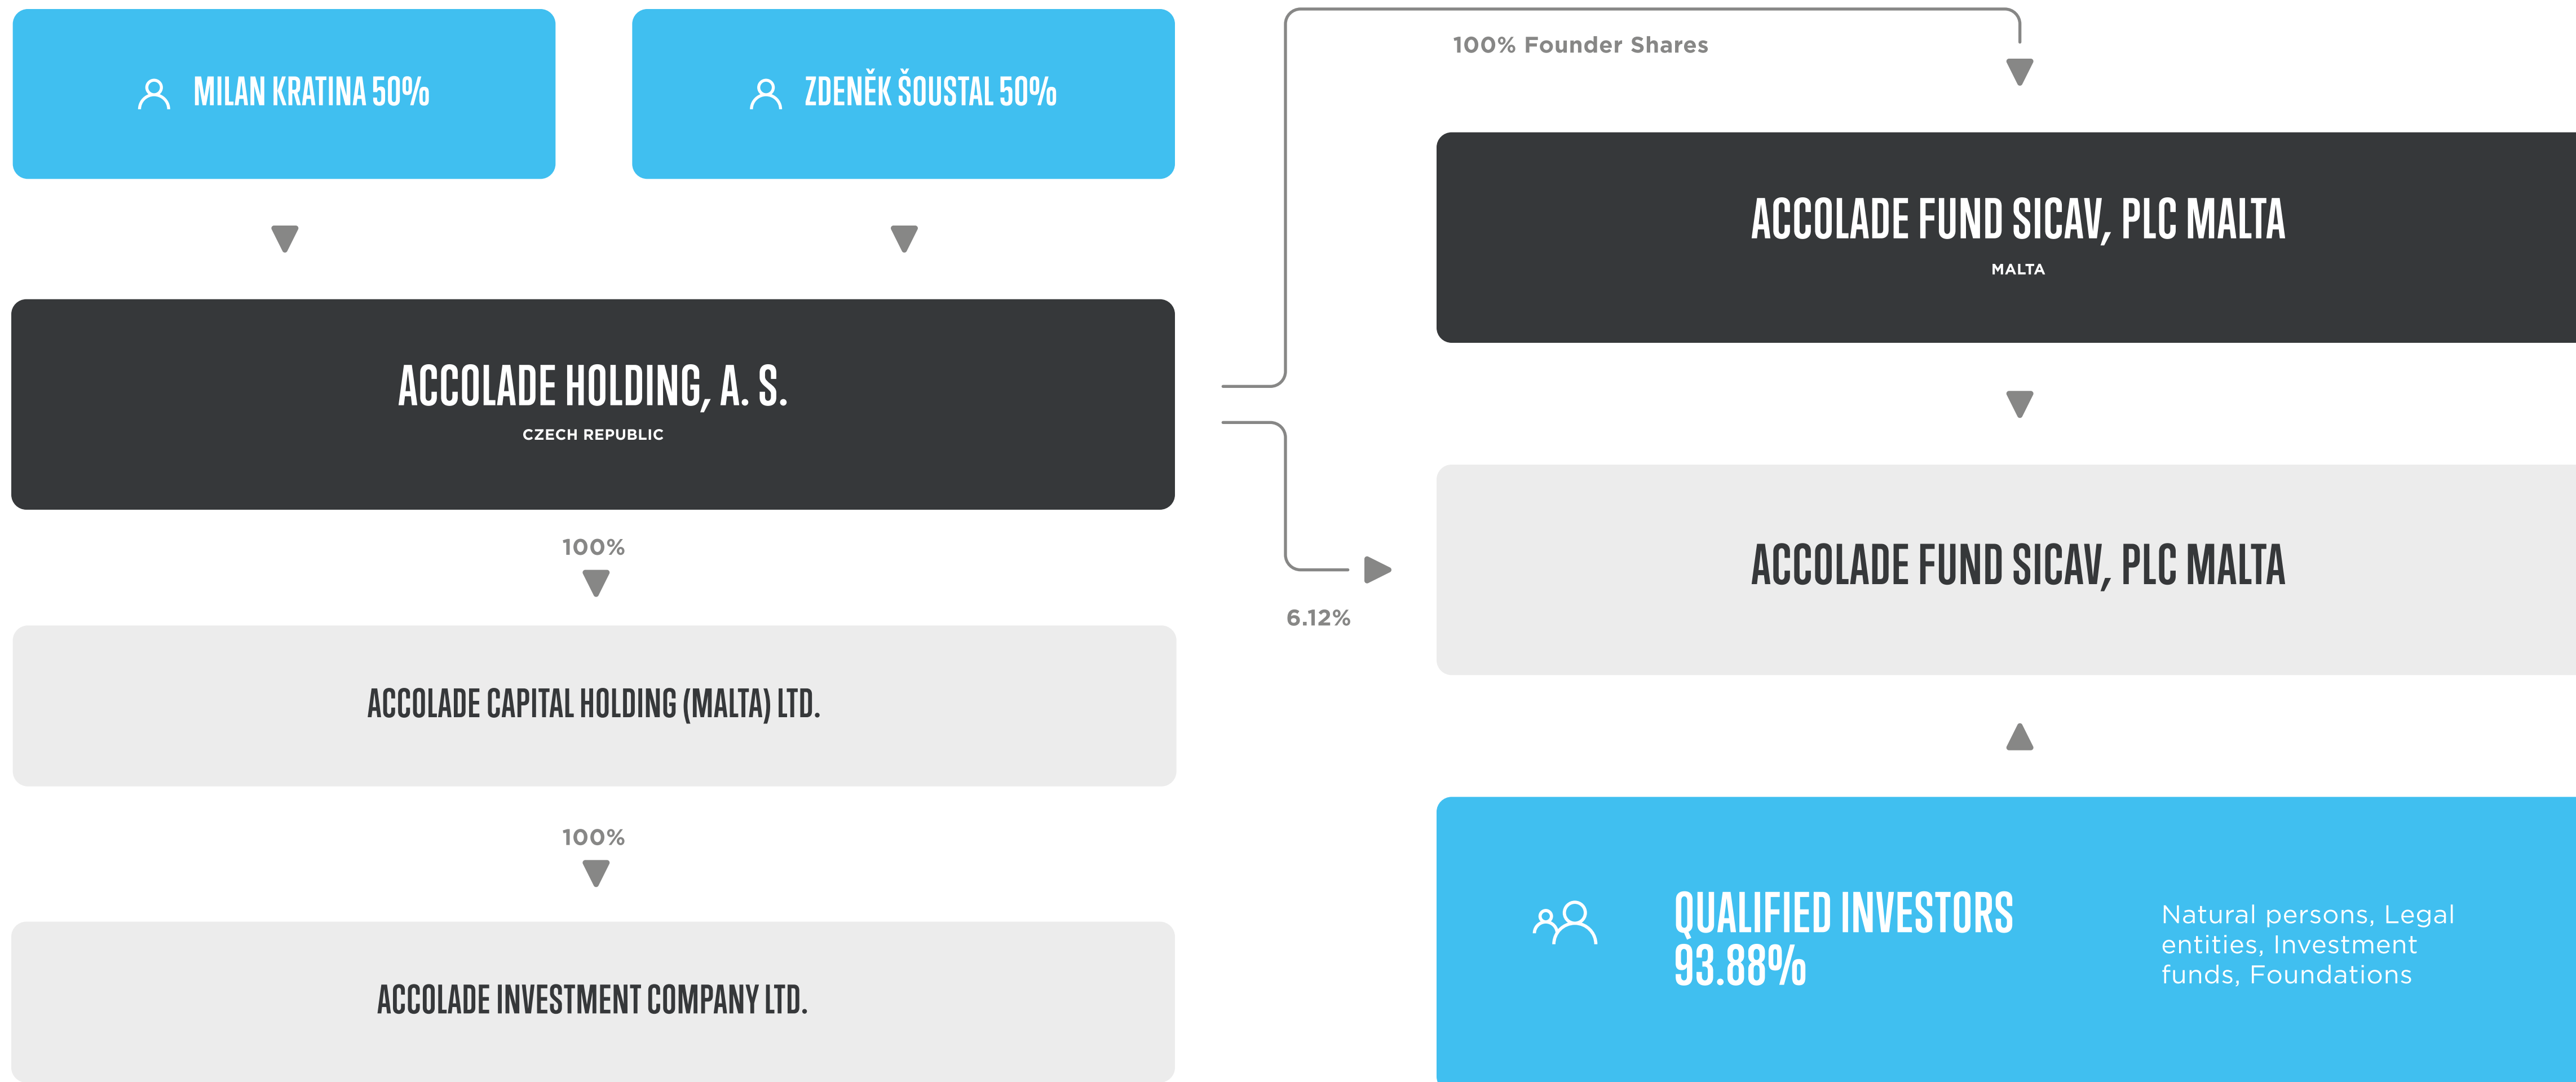 MILAN KRATINA 50%
ZDENĚK ŠOUSTAL 50%
ACCOLADE HOLDING, A. S.
CZECH REPUBLIC
100%
ACCOLADE CAPITAL HOLDING (MALTA) LTD.
100%
ACCOLADE INVESTMENT COMPANY LTD.
100% Founder Shares
ACCOLADE FUND SICAV, PLC MALTA
MALTA
6.12%
ACCOLADE FUND SICAV, PLC MALTA
QUALIFIED INVESTORS
93.88%
Natural persons, Legal
entities, Investment
funds, Foundations